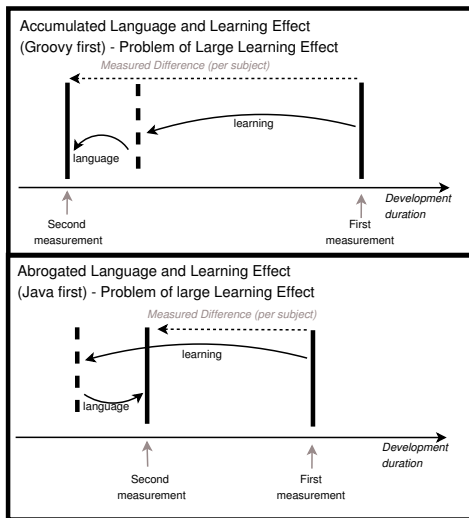 Accumulated Language and Learning Effect
(Groovy first) - Problem of Large Learning Effect
Measured Difference (per subject)
learning
language
Development
duration
Second
measurement
First
measurement
Abrogated Language and Learning Effect
(Java first) - Problem of large Learning Effect
Measured Difference (per subject)
learning
language
Development
duration
Second
measurement
First
measurement